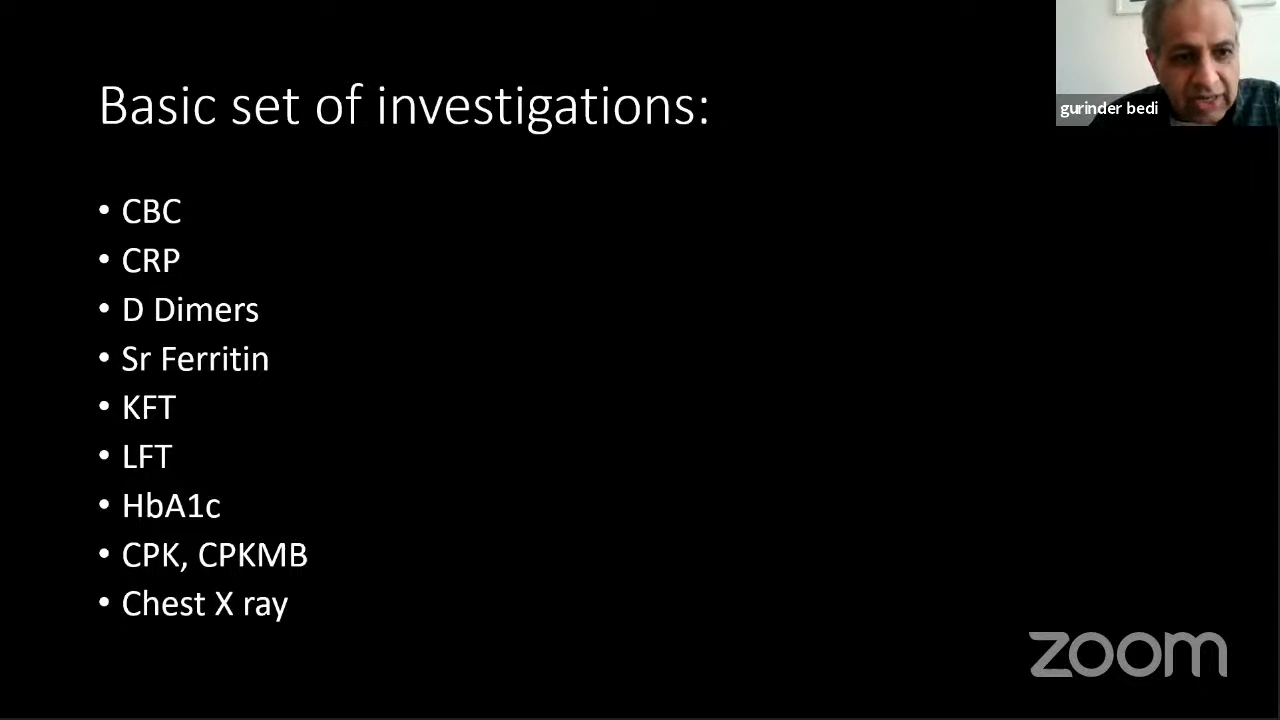 Basic set of investigations:
• CBC
• CRP
• D Dimers
• Sr Ferritin
• KFT
• LFT
• HbA1c
• CPK, CPKMB
• Chest X ray
gurinder bedi
zoom